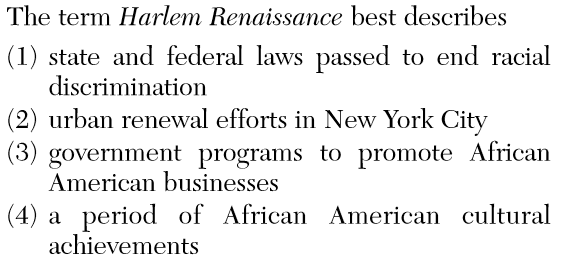 The term Harlem Renaissance best describes
(1) state and federal laws passed to end racial
discrimination
(2) urban renewal efforts in New York City
(3) government programs to promote African
American businesses
(4) a period of African American cultural
achievements